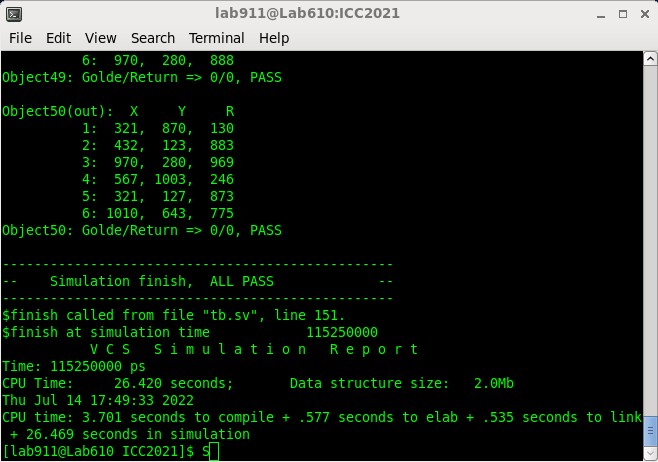 lab911@Lab610:ICC2021
File Edit View Search Terminal Help
6: 970, 280, 888
Object49: Golde/Return => 0/0, PASS
Object50(out): X Y R
1: 321, 870, 130
2: 432, 123, 883
3: 970, 280, 969
4: 567, 1003, 246
5: 321, 127, 873
6: 1010, 643, 775
Object50: Golde/Return => 0/0, PASS
-------------------------------------------------
-- Simulation finish, ALL PASS --
-------------------------------------------------
$finish called from file "tb.sv", line 151.
$finish at simulation time 115250000
V C S S i m u l a t i o n R e p o r t
Time: 115250000 ps
CPU Time: 26.420 seconds; Data structure size: 2.0Mb
Thu Jul 14 17:49:33 2022
CPU time: 3.701 seconds to compile + .577 seconds to elab + .535 seconds to link
+ 26.469 seconds in simulation
[lab911@Lab610 ICC2021]$ S